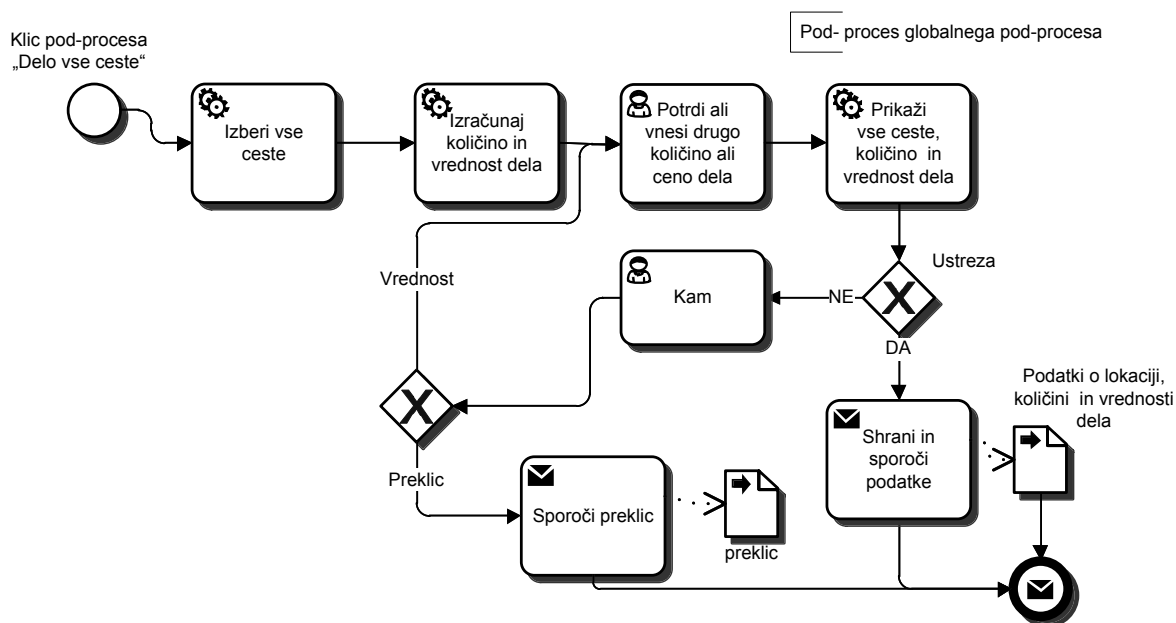 Klic pod-procesa
„Delo vse ceste“
Pod- proces globalnega pod-procesa
Izberi vse
ceste
Izračunaj
količino in
vrednost dela
Potrdi ali
vnesi drugo
količino ali
ceno dela
Prikaži
vse ceste,
količino in
vrednost dela
Vrednost
Kam
NE
Ustreza
DA
Podatki o lokaciji,
količini in vrednosti
dela
Shrani in
sporoči
podatke
Preklic
Sporoči preklic
preklic